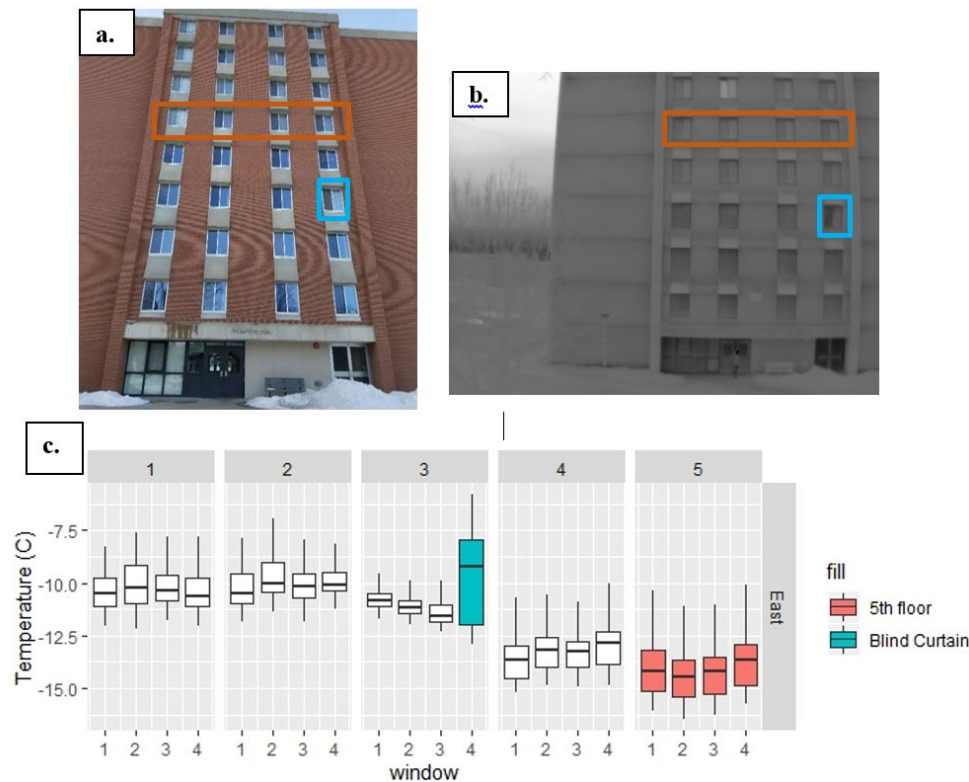 a.
b.
c.
1 2 3 4 5
Temperature (C)
-7.5
-10.0
-12.5
-15.0
East
1 2 3 4 1 2 3 4 1 2 3 4 1 2 3 4 1 2 3 4
window
fill
5th floor
Blind Curtain